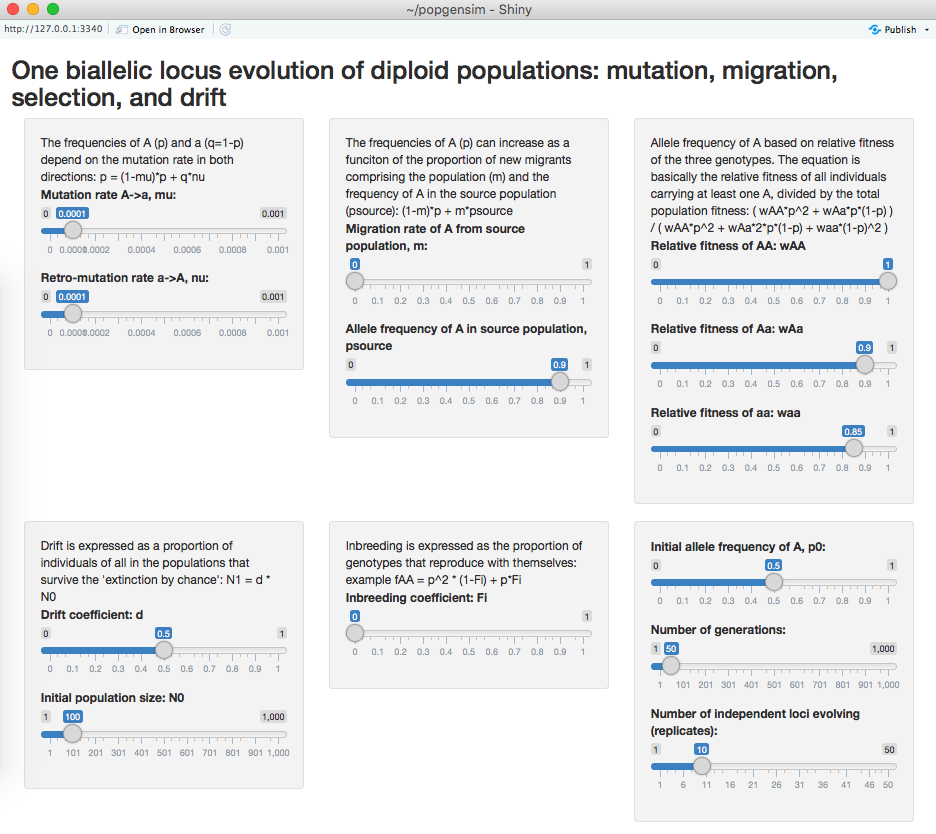 ~/popgensim - Shiny
http://127.0.0.1:3340 Open in Browser Publish
One biallelic locus evolution of diploid populations: mutation, migration,
selection, and drift
The frequencies of A (p) and a (q=1-p)
depend on the mutation rate in both
directions: p = (1-mu)*p + q*nu
Mutation rate A->a, mu:
0 0.0001 0.001
0 0.0001 0.0002 0.0004 0.0006 0.0008 0.001
Retro-mutation rate a->A, nu:
0 0.0001 0.001
0 0.0001 0.0002 0.0004 0.0006 0.0008 0.001
The frequencies of A (p) can increase as a
funciton of the proportion of new migrants
comprising the population (m) and the
frequency of A in the source population
(psource): (1-m)*p + m*psource
Migration rate of A from source
population, m:
0 1
0 0.1 0.2 0.3 0.4 0.5 0.6 0.7 0.8 0.9 1
Allele frequency of A in source population,
psource
0 0.9 1
0 0.1 0.2 0.3 0.4 0.5 0.6 0.7 0.8 0.9 1
Allele frequency of A based on relative fitness
of the three genotypes. The equation is
basically the relative fitness of all individuals
carrying at least one A, divided by the total
population fitness: ( wAA*p^2 + wAa*p*(1-p) )
/ ( wAA*p^2 + wAa*2*p*(1-p) + waa*(1-p)^2 )
Relative fitness of AA: wAA
0 1
0 0.1 0.2 0.3 0.4 0.5 0.6 0.7 0.8 0.9 1
Relative fitness of Aa: wAa
0 0.9 1
0 0.1 0.2 0.3 0.4 0.5 0.6 0.7 0.8 0.9 1
Relative fitness of aa: waa
0 0.85 1
0 0.1 0.2 0.3 0.4 0.5 0.6 0.7 0.8 0.9 1
Drift is expressed as a proportion of
individuals of all in the populations that
survive the 'extinction by chance': N1 = d *
N0
Drift coefficient: d
0 0.5 1
0 0.1 0.2 0.3 0.4 0.5 0.6 0.7 0.8 0.9 1
Initial population size: N0
1 100 1,000
1 101 201 301 401 501 601 701 801 901 1,000
Inbreeding is expressed as the proportion of
genotypes that reproduce with themselves:
example fAA = p^2 * (1-Fi) + p*Fi
Inbreeding coefficient: Fi
0 1
0 0.1 0.2 0.3 0.4 0.5 0.6 0.7 0.8 0.9 1
Initial allele frequency of A, p0:
0 0.5 1
0 0.1 0.2 0.3 0.4 0.5 0.6 0.7 0.8 0.9 1
Number of generations:
1 50 1,000
1 101 201 301 401 501 601 701 801 901 1,000
Number of independent loci evolving
(replicates):
1 10 50
1 6 11 16 21 26 31 36 41 46 50